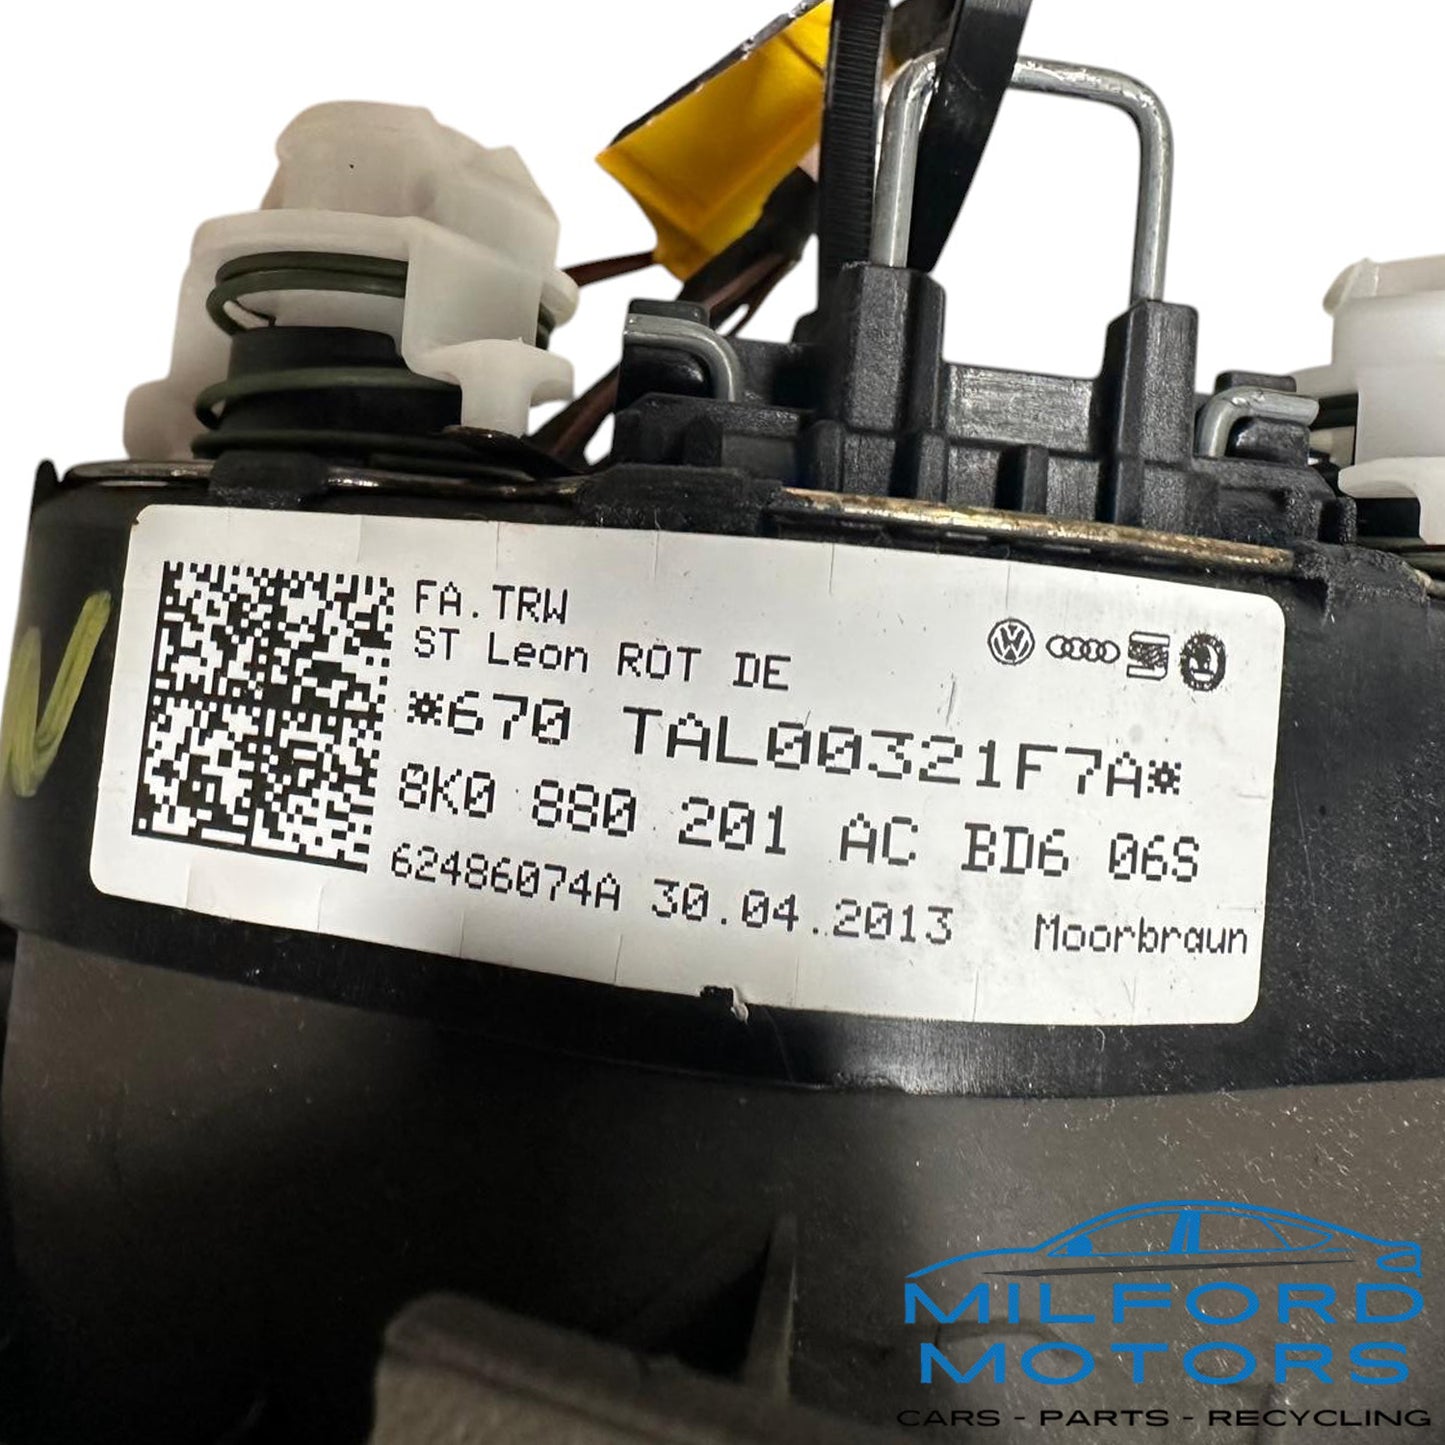 FA.TRW
ST Leon ROT DE
*670 TAL00321F7A*
8K0 880 201 AC BD6 06S
62486074A 30.04.2013 Moorbraun
MILFORD
MOTORS
CARS - PARTS - RECYCLING